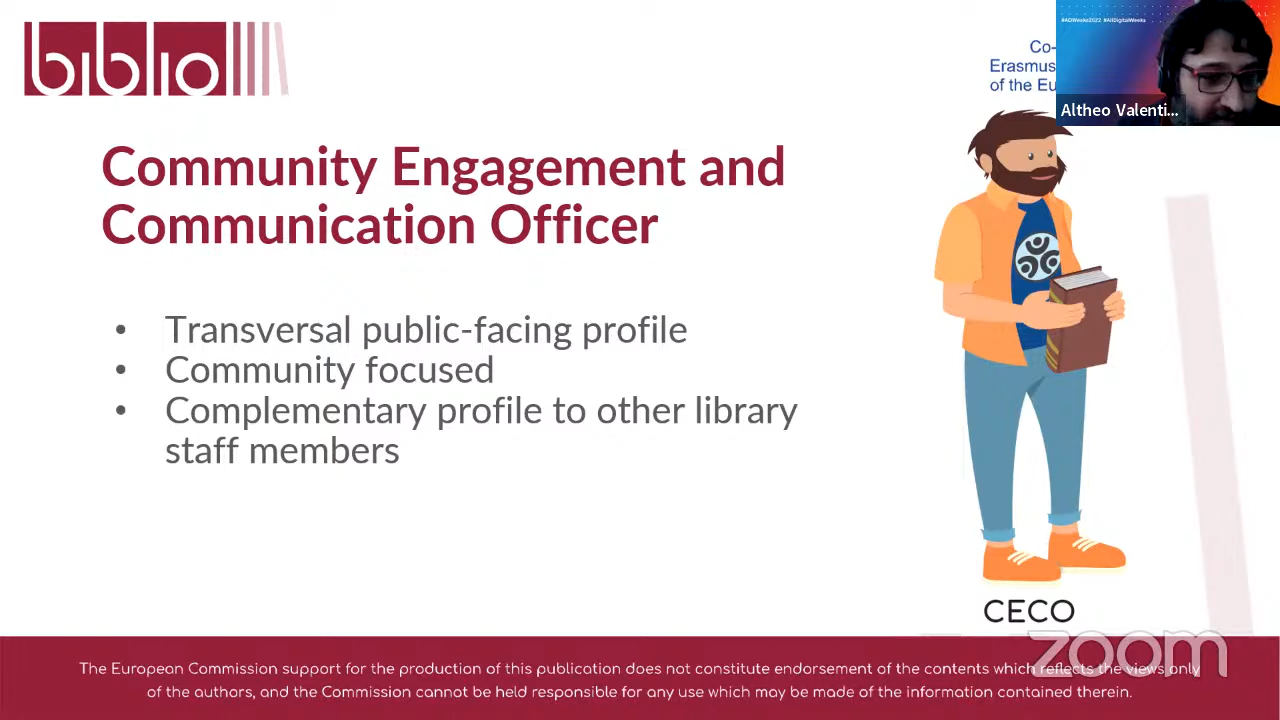 biblio
Co-
Erasmus
of the Eu
#ADWeeks2022 #AllDigitalWeeks
Altheo Valenti...
Community Engagement and
Communication Officer
• Transversal public-facing profile
• Community focused
• Complementary profile to other library
staff members
CECO
zoom
The European Commission support for the production of this publication does not constitute endorsement of the contents which reflects the views only
of the authors, and the Commission cannot be held responsible for any use which may be made of the information contained therein.